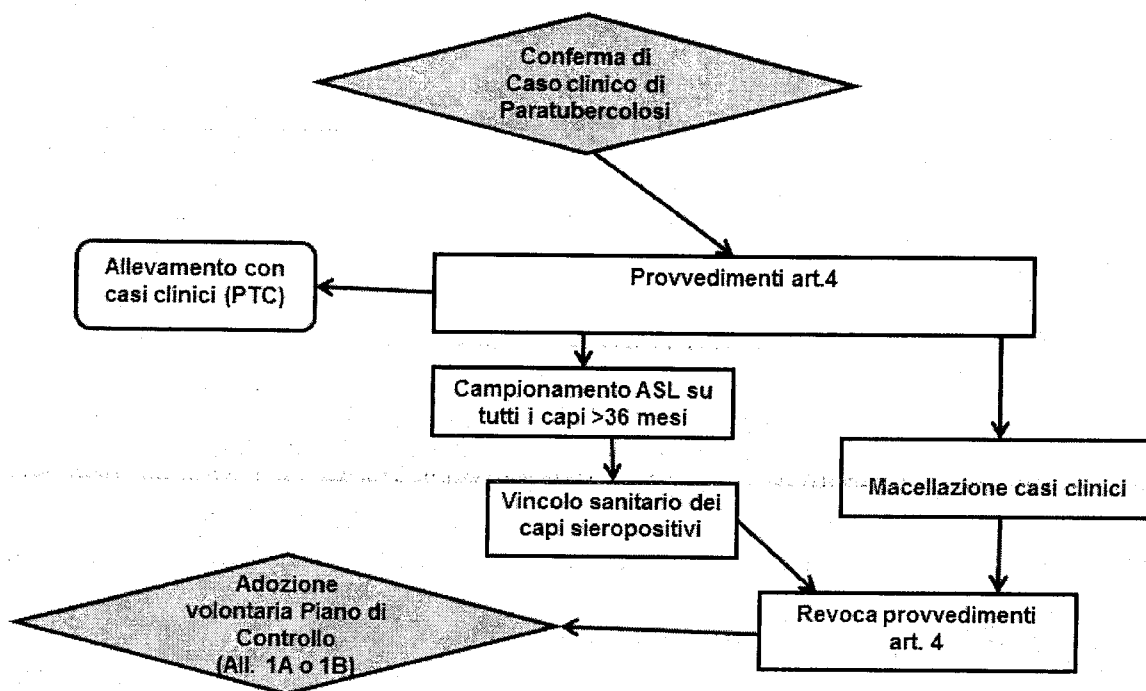 Conferma di
Caso clinico di
Paratubercolosi
Allevamento con
casi clinici (PTC)
Provvedimenti art.4
Campionamento ASL su
tutti i capi >36 mesi
Macellazione casi clinici
Vincolo sanitario dei
capi sieropositivi
Adozione
volontaria Piano di
Controllo
(All. 1A o 1B)
Revoca provvedimenti
art. 4